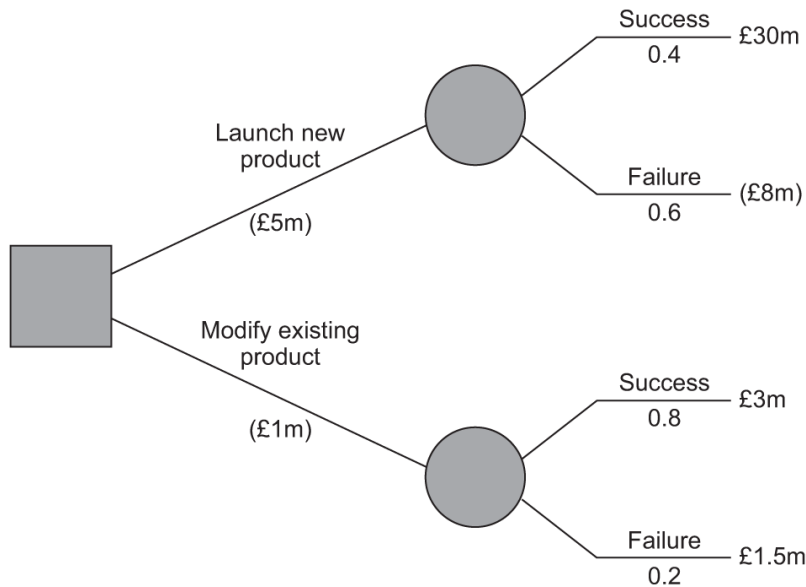 Success
£30m
0.4
Launch new
product
Failure
(£8m)
0.6
(£5m)
Modify existing
product
Success
£3m
0.8
(£1m)
Failure
£1.5m
0.2